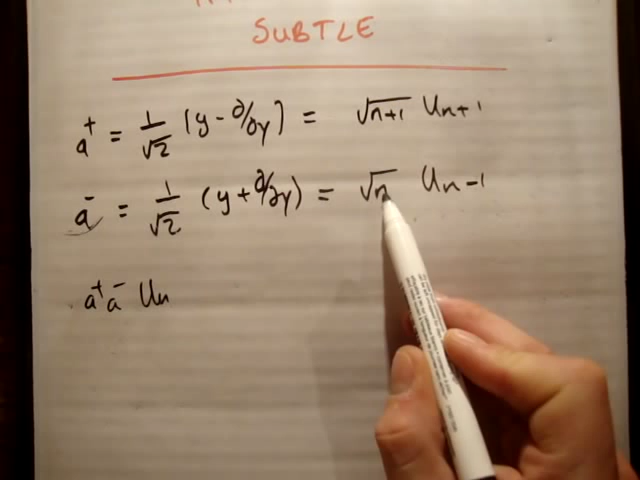 SUBTLE
a⁺ = 1/√2 (y - ∂/∂y) = √n+1 Un+1
a⁻ = 1/√2 (y + ∂/∂y) = √n Un-1
a⁺a⁻ Un